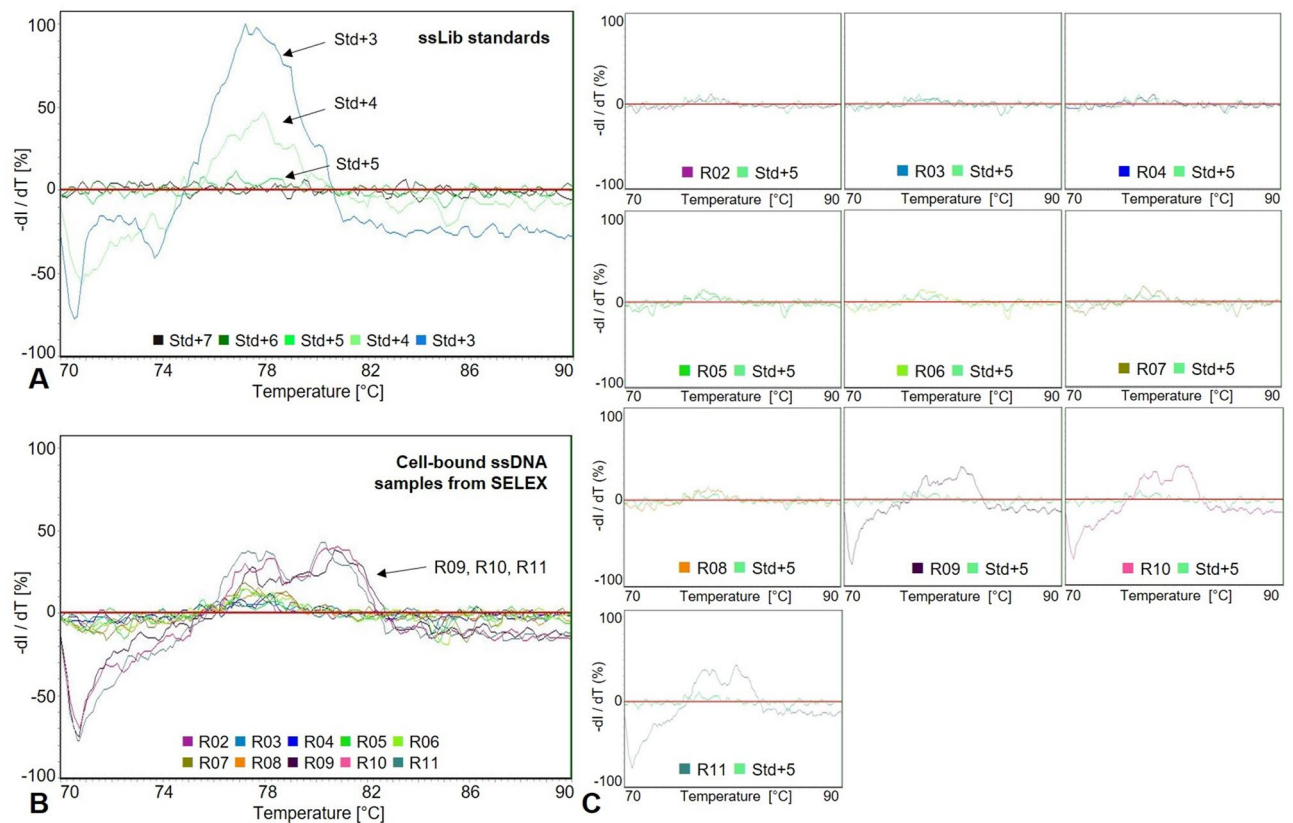 100
50
0
-50
-100
-dI / dT [%]
ssLib standards
Std+3
Std+4
Std+5
Std+7 Std+6 Std+5 Std+4 Std+3
70 74 78 82 86 90
Temperature [°C]
A
100
50
0
-50
-100
-dI / dT [%]
Cell-bound ssDNA
samples from SELEX
R09, R10, R11
R02 R03 R04 R05 R06
R07 R08 R09 R10 R11
70 74 78 82 86 90
Temperature [°C]
B
100
0
-100
-dI / dT (%)
R02 Std+5
R03 Std+5
R04 Std+5
70 Temperature [°C] 90
70 Temperature [°C] 90
70 Temperature [°C] 90
100
0
-100
-dI / dT (%)
R05 Std+5
R06 Std+5
R07 Std+5
70 Temperature [°C] 90
70 Temperature [°C] 90
70 Temperature [°C] 90
100
0
-100
-dI / dT (%)
R08 Std+5
R09 Std+5
R10 Std+5
70 Temperature [°C] 90
70 Temperature [°C] 90
70 Temperature [°C] 90
100
0
-100
-dI / dT (%)
R11 Std+5
70 Temperature [°C] 90
C